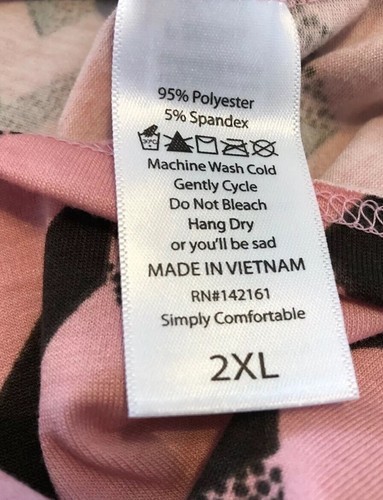 95% Polyester
5% Spandex
Machine Wash Cold
Gently Cycle
Do Not Bleach
Hang Dry
or you'll be sad
MADE IN VIETNAM
RN#142161
Simply Comfortable
2XL